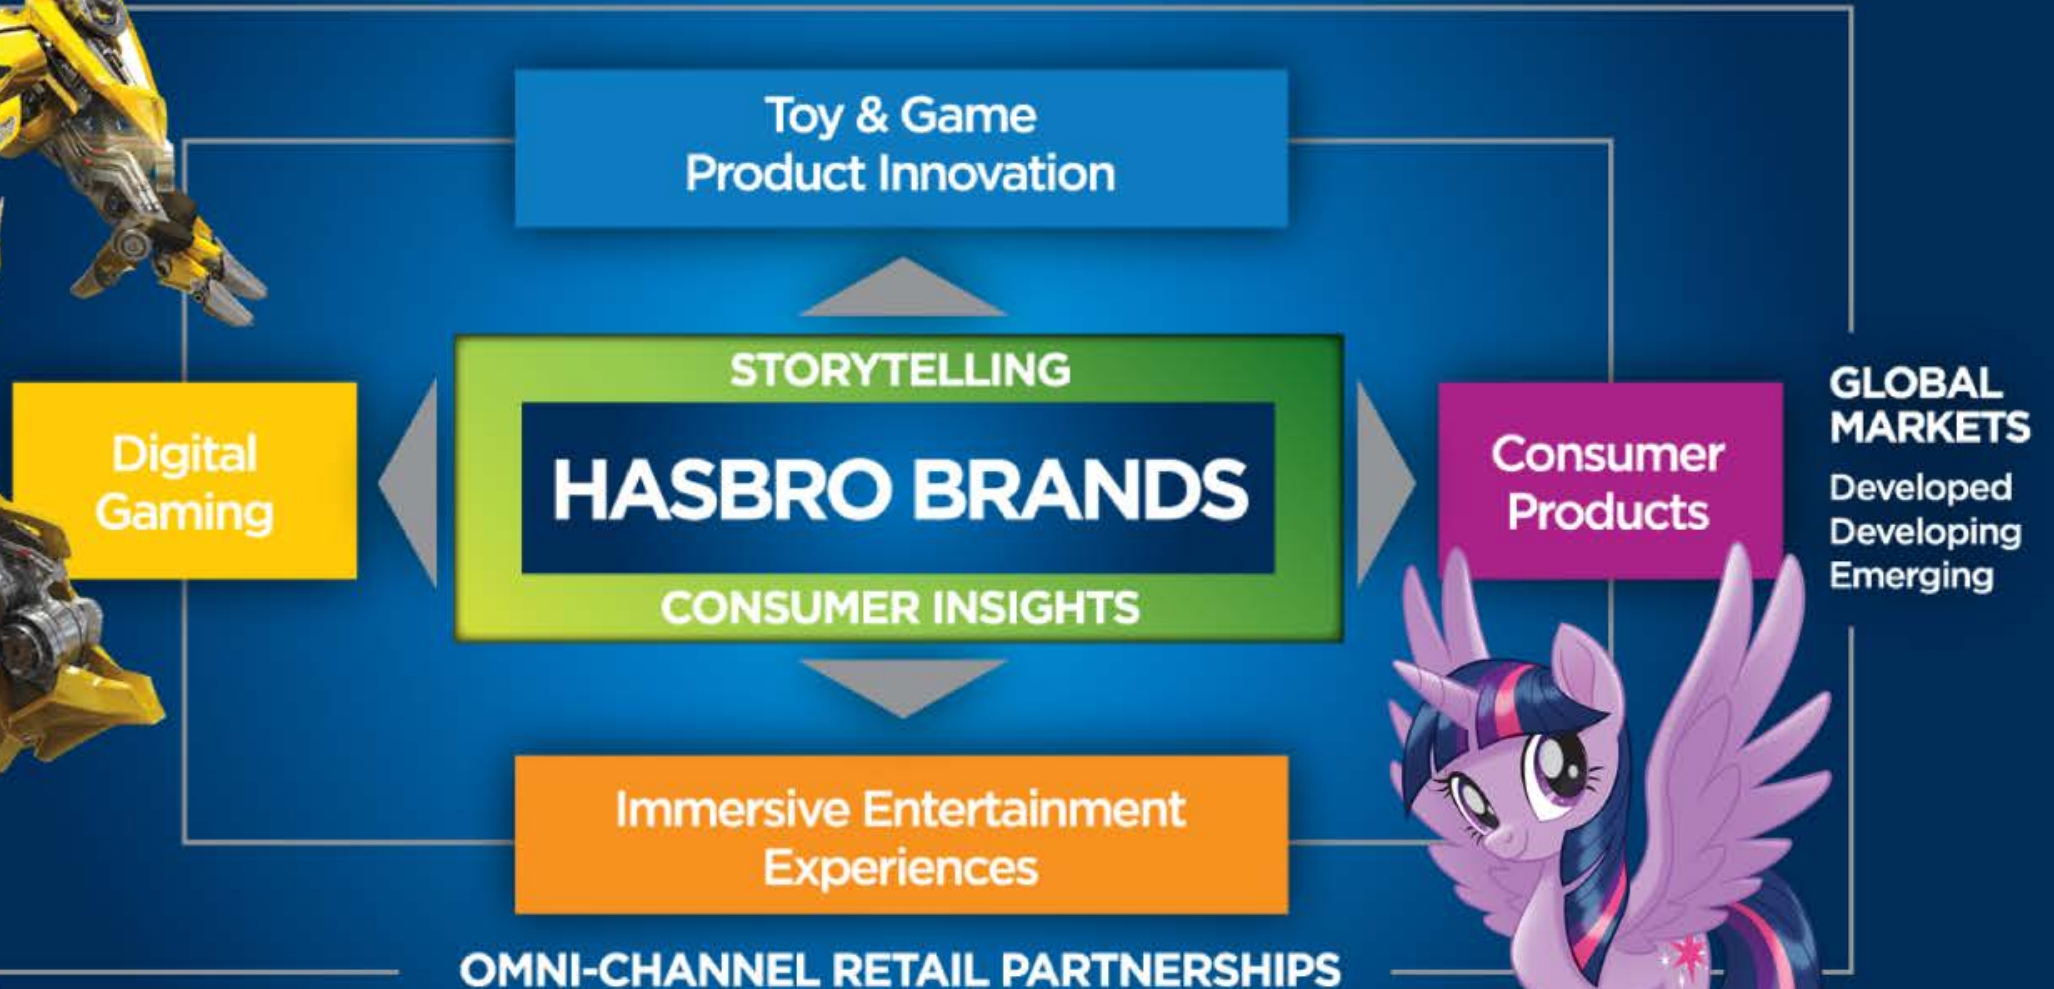 Toy & Game
Product Innovation
STORYTELLING
HASBRO BRANDS
CONSUMER INSIGHTS
Digital
Gaming
Consumer
Products
GLOBAL
MARKETS
Developed
Developing
Emerging
Immersive Entertainment
Experiences
OMNI-CHANNEL RETAIL PARTNERSHIPS